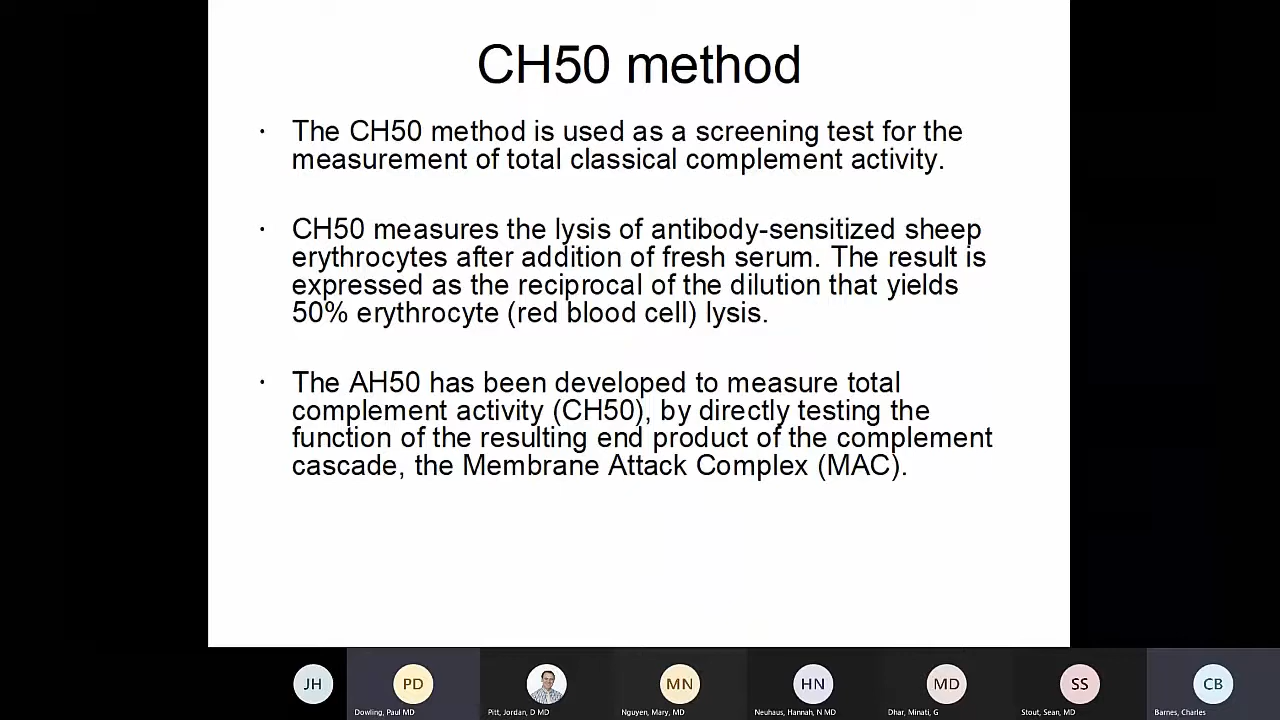 CH50 method
· The CH50 method is used as a screening test for the
measurement of total classical complement activity.
· CH50 measures the lysis of antibody-sensitized sheep
erythrocytes after addition of fresh serum. The result is
expressed as the reciprocal of the dilution that yields
50% erythrocyte (red blood cell) lysis.
· The AH50 has been developed to measure total
complement activity (CH50), by directly testing the
function of the resulting end product of the complement
cascade, the Membrane Attack Complex (MAC).
JH PD MN HN MD SS CB
Dowling, Paul MD Pitt, Jordan, D MD Nguyen, Mary, MD Neuhaus, Hannah, N MD Dhar, Minati, G Stout, Sean, MD Barnes, Charles